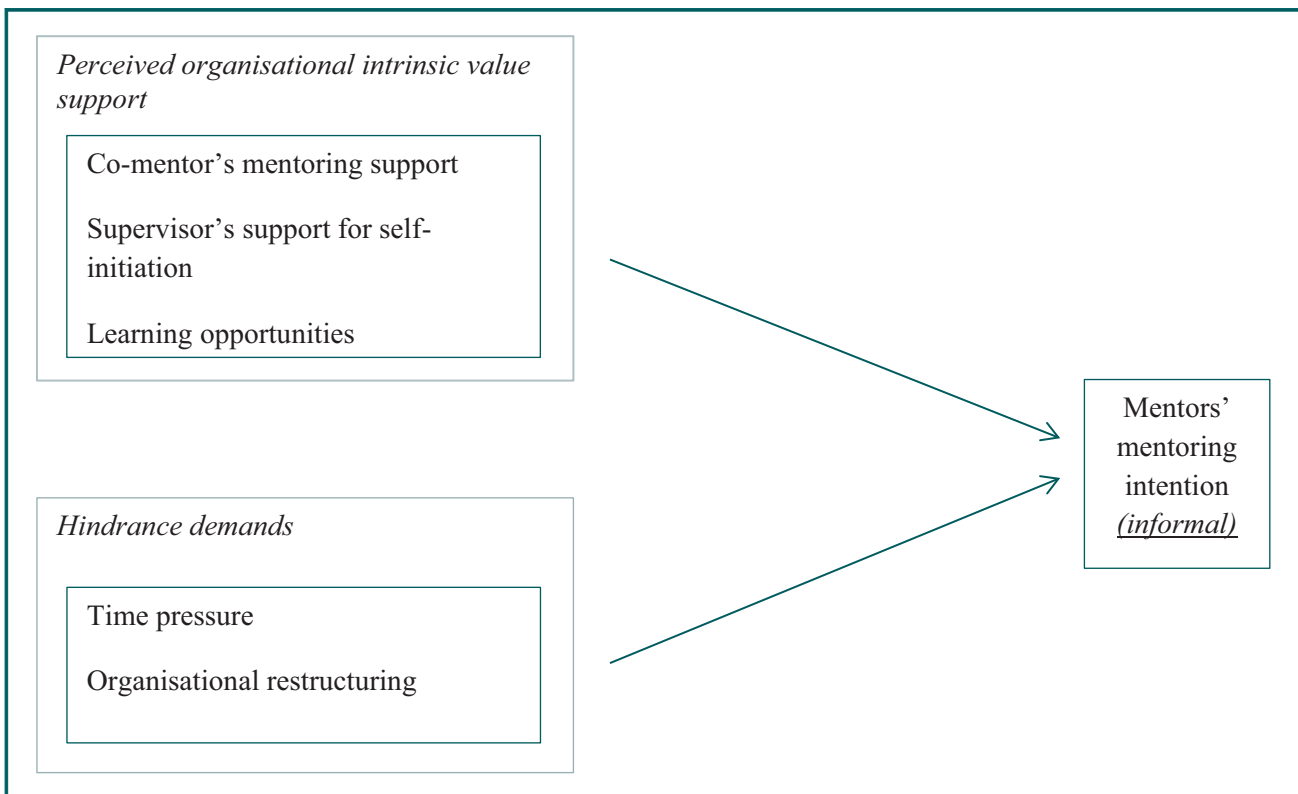 Perceived organisational intrinsic value
support
Co-mentor’s mentoring support
Supervisor’s support for self-
initiation
Learning opportunities
Hindrance demands
Time pressure
Organisational restructuring
Mentors’
mentoring
intention
(informal)